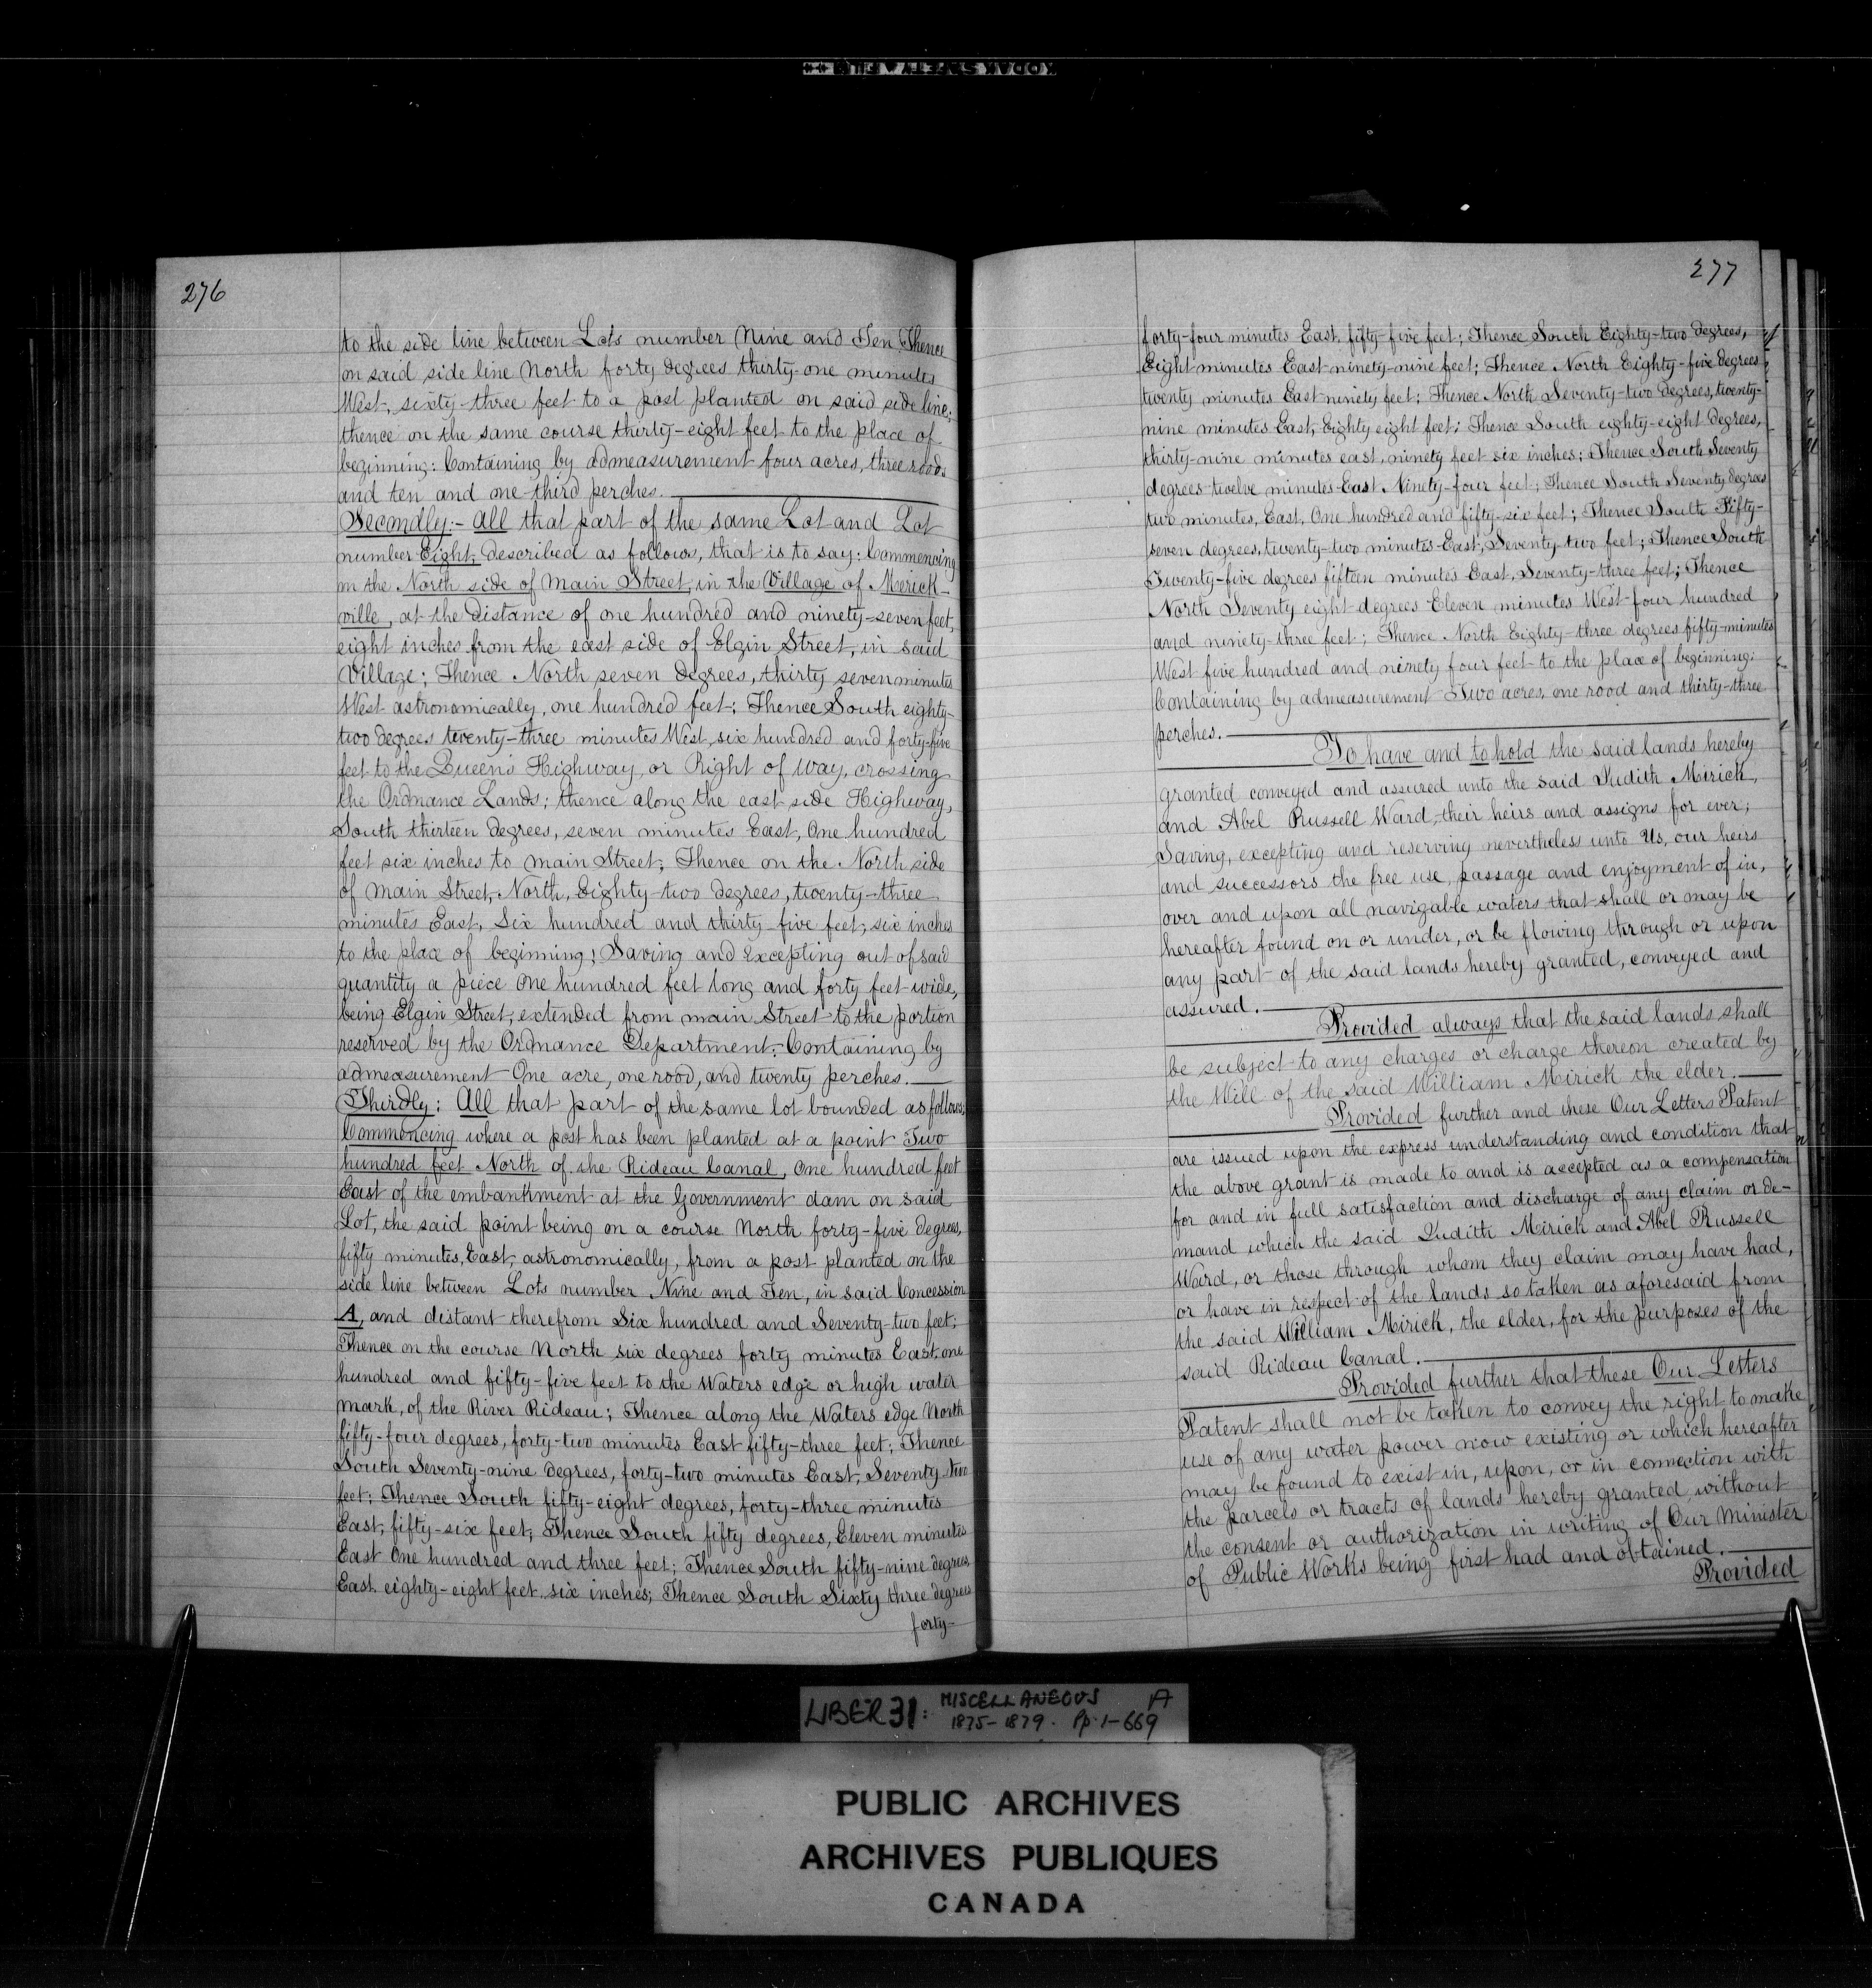 276
to the side line between Lots number Nine and Ten, Thence
on said side line North forty degrees thirty-one minutes
West, sixty-three feet to a post planted on said side line;
thence on the same course thirty-eight feet to the place of
beginning: Containing by admeasurement four acres, three roods
and ten and one-third perches.
Secondly:- All that part of the same Lot and Lot
number Eight, described as follows, that is to say: Commencing
on the North side of Main Street, in the Village of Merick-
ville, at the distance of one hundred and ninety-seven feet,
eight inches from the east side of Elgin Street, in said
Village; Thence North seven degrees, thirty seven minutes
West astronomically, one hundred feet; Thence South eighty-
two degrees twenty-three minutes West, six hundred and forty-five
feet to the Queen's Highway, or Right of way, crossing
the Ordnance Lands; thence along the east side Highway,
South thirteen degrees, seven minutes East, One hundred
feet six inches to main Street; Thence on the North side
of Main Street, North, Eighty-two degrees, twenty-three
minutes East, Six hundred and thirty five feet, six inches
to the place of beginning; Saving and Excepting out of said
quantity a piece One hundred feet long and forty feet wide,
being Elgin Street, extended from main Street to the portion
reserved by the Ordnance Department: Containing by
admeasurement One acre, one rood, and twenty perches.
Thirdly: All that part of the same lot bounded as follows;
Commencing where a post has been planted at a point Two
hundred feet North of the Rideau Canal, One hundred feet
East of the embankment at the Government dam on said
Lot, the said point being on a course North forty-five degrees,
fifty minutes, East, astronomically, from a post planted on the
side line between Lots number Nine and Ten, in said Concession
A, and distant therefrom Six hundred and Seventy-two feet;
Thence on the course North six degrees forty minutes East, one
hundred and fifty-five feet to the Waters edge or high water
mark, of the River Rideau; Thence along the Waters edge North
fifty-four degrees, forty-two minutes East fifty-three feet; Thence
South Seventy-nine degrees, forty-two minutes East, Seventy two
feet; Thence South fifty-eight degrees, forty-three minutes
East, fifty-six feet; Thence South fifty degrees, Eleven minutes
East One hundred and three feet; Thence South fifty-nine degrees
East eighty-eight feet six inches; Thence South Sixty three degrees
forty-
277
forty-four minutes East, fifty-five feet; Thence South Eighty-two degrees,
Eight minutes East ninety-nine feet; Thence North Eighty-five degrees
twenty minutes East ninety feet; Thence North Seventy-two degrees, twenty-
nine minutes East, Eighty eight feet; Thence South eighty-eight degrees,
thirty-nine minutes east, ninety feet six inches; Thence South Seventy
degrees twelve minutes East Ninety-four feet; Thence South Seventy degrees
two minutes, East, One hundred and fifty-six feet; Thence South Fifty-
seven degrees, twenty-two minutes East, Seventy two feet; Thence South
Twenty-five degrees fifteen minutes East, Seventy-three feet; Thence
North Seventy eight degrees Eleven minutes West four hundred
and ninety-three feet; Thence North Eighty-three degrees fifty-minutes
West five hundred and ninety four feet to the place of beginning:
Containing by admeasurement Two acres, one rood and thirty-three
perches.
To have and to hold the said lands hereby
granted conveyed and assured unto the said Judith Mirick,
and Abel Russell Ward, their heirs and assigns for ever;
Saving, excepting and reserving nevertheless unto Us, our heirs
and successors the free use, passage and enjoyment of in,
over and upon all navigable waters that shall or may be
hereafter found on or under, or be flowing through or upon
any part of the said lands hereby granted, conveyed and
assured.
Provided always that the said lands shall
be subject to any charges or charge thereon created by
the Will of the said William Mirick the elder.
Provided further and these Our Letters Patent
are issued upon the express understanding and condition that
the above grant is made to and is accepted as a compensation
for and in full satisfaction and discharge of any claim or de-
mand which the said Judith Mirick and Abel Russell
Ward, or those through whom they claim may have had,
or have in respect of the lands so taken as aforesaid from
the said William Mirick, the elder, for the purposes of the
said Rideau Canal.
Provided further that these Our Letters
Patent shall not be taken to convey the right to make
use of any water power now existing or which hereafter
may be found to exist in, upon, or in connection with
the parcels or tracts of lands hereby granted, without
the consent or authorization in writing of Our Minister
of Public Works being first had and obtained.
Provided
LIBER 31: MISCELLANEOUS A
1875-1879. Pp. 1-669
PUBLIC ARCHIVES
ARCHIVES PUBLIQUES
CANADA